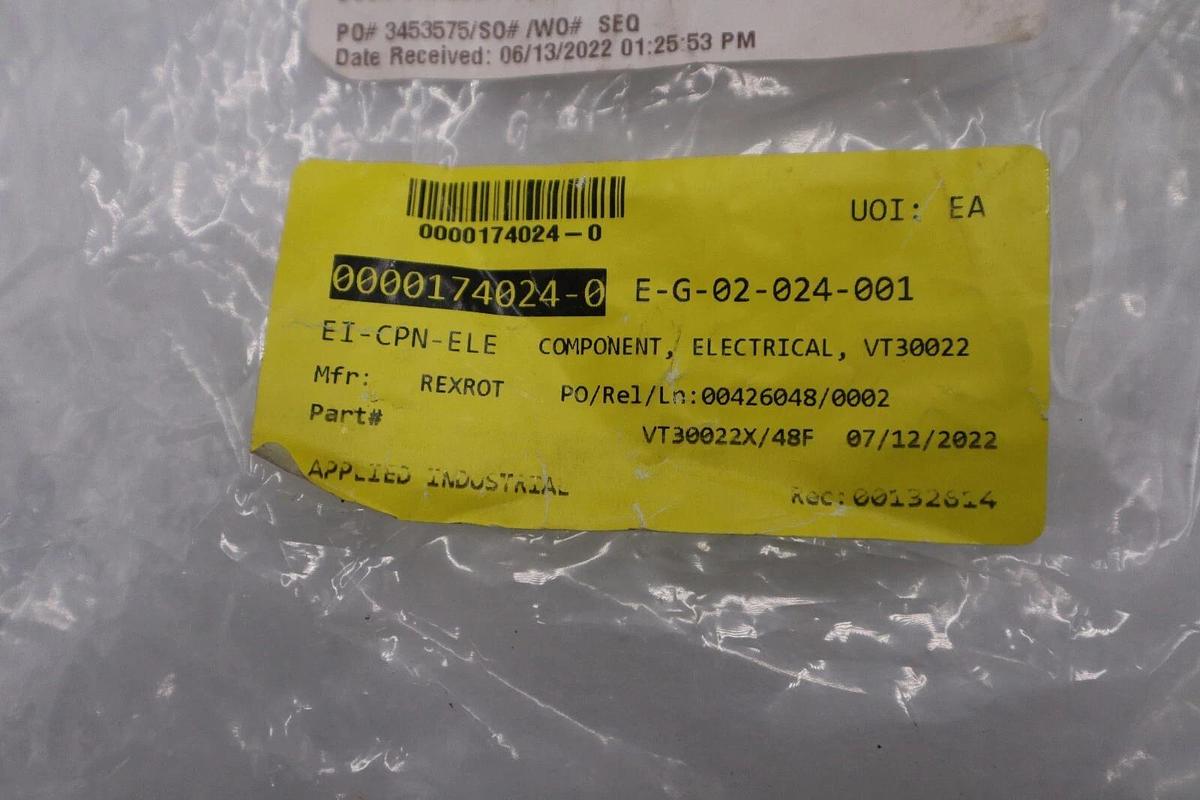 PO# 3453575/SO# /WO# SEQ
Date Received: 06/13/2022 01:25:53 PM
0000174024-0
UOI: EA
0000174024-0 E-G-02-024-001
EI-CPN-ELE COMPONENT, ELECTRICAL, VT30022
Mfr: REXROT PO/Rel/Ln:00426048/0002
Part# VT30022X/48F 07/12/2022
APPLIED INDUSTRIAL Rec:00132614